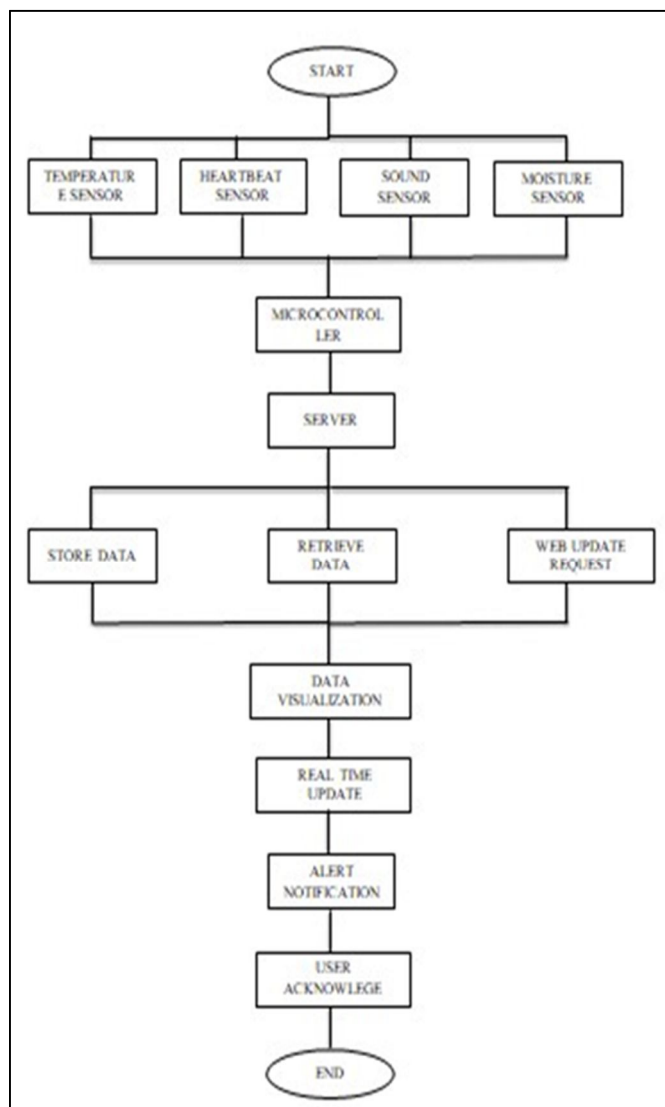 START
TEMPERATUR
E SENSOR
HEARTBEAT
SENSOR
SOUND
SENSOR
MOISTURE
SENSOR
MICROCONTROL
LER
SERVER
STORE DATA
RETRIEVE
DATA
WEB UPDATE
REQUEST
DATA
VISUALIZATION
REAL TIME
UPDATE
ALERT
NOTIFICATION
USER
ACKNOWLEGE
END